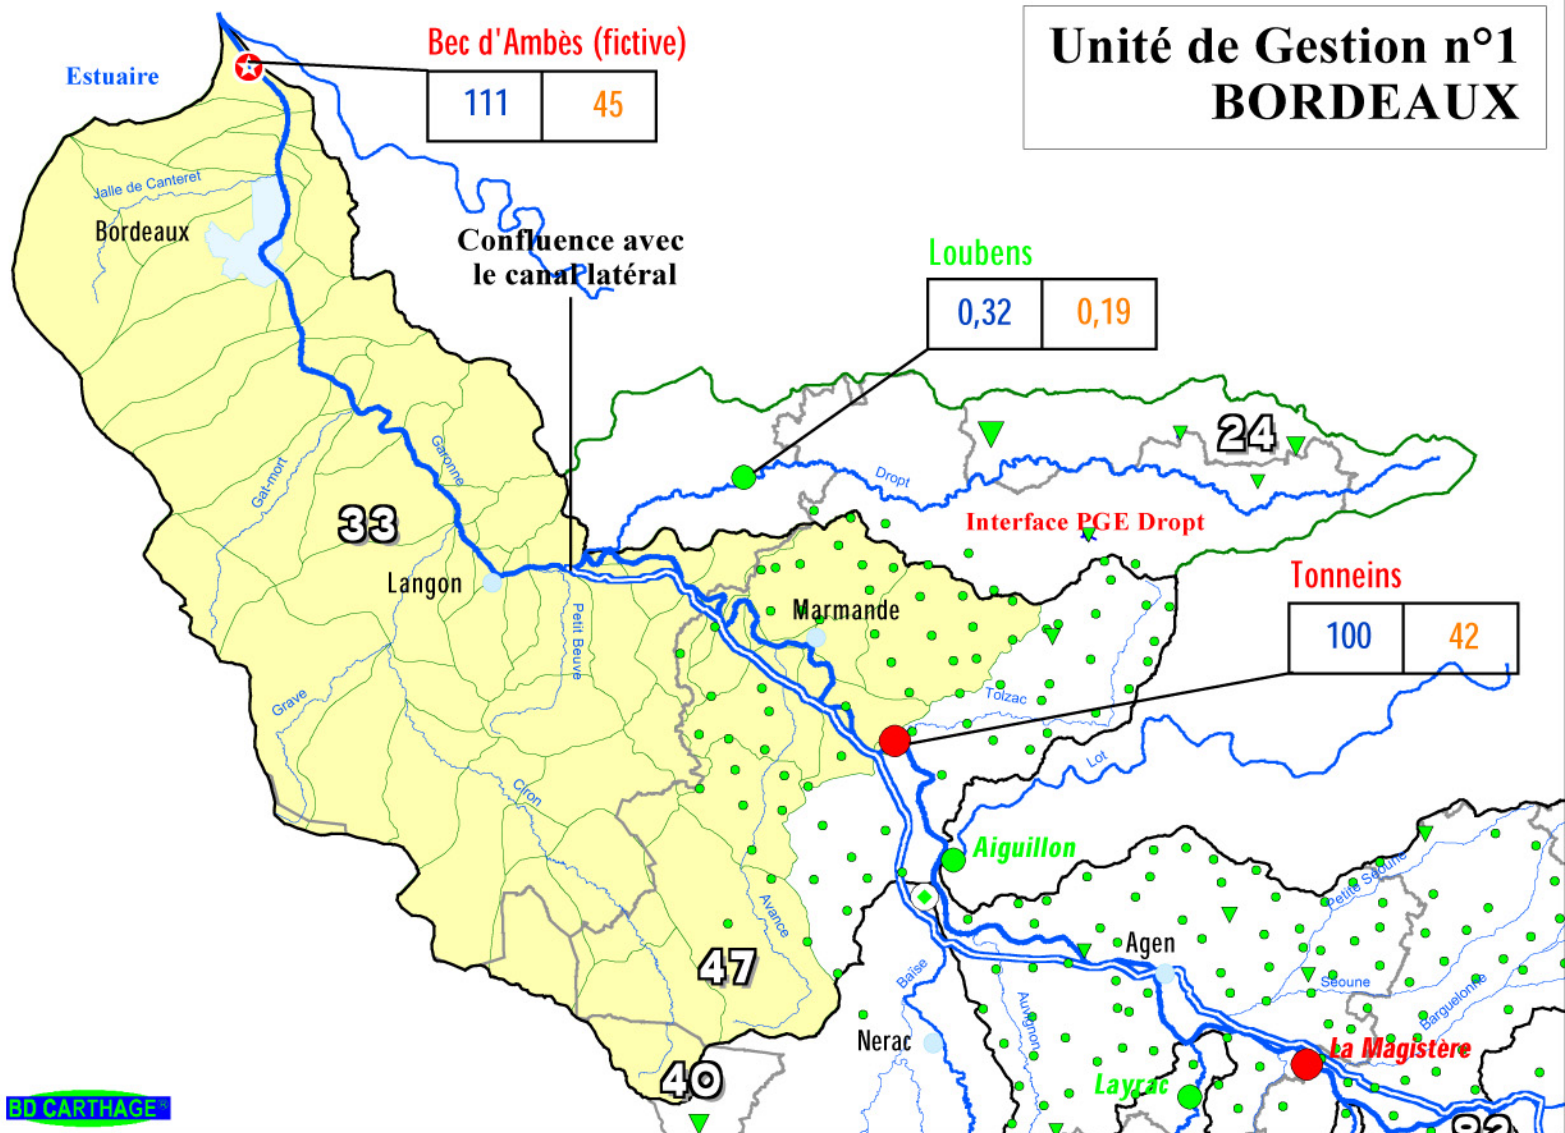 Unité de Gestion n°1
BORDEAUX
Bec d'Ambès (fictive)
111 45
Estuaire
Jalle de Canteret
Bordeaux
Confluence avec
le canal latéral
Loubens
0,32 0,19
24
Dropt
Interface PGE Dropt
Garonne
Gat-mort
33
Langon
Petit Beuve
Marmande
Tonneins
100 42
Tolzac
Grave
Ciron
Lot
Aiguillon
Avance
47
Agen
Petite Séoune
Séoune
Barguelonne
Baïse
Auvignon
Nerac
La Magistère
Layrac
40
82
BD CARTHAGE®